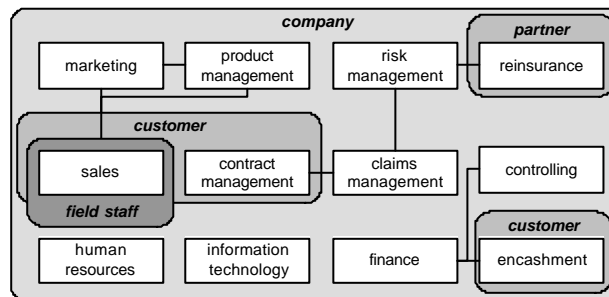 company
partner
marketing
product
management
risk
management
reinsurance
customer
sales
contract
management
claims
management
controlling
field staff
customer
human
resources
information
technology
finance
encashment